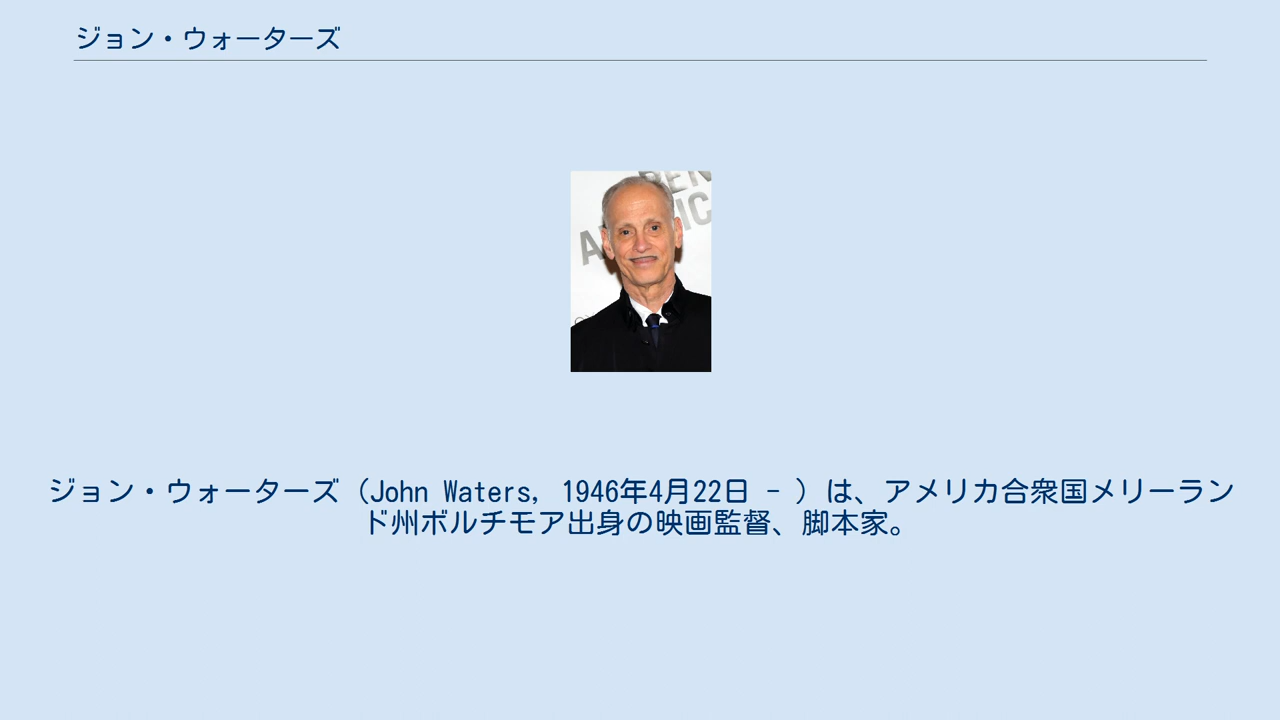 ジョン・ウォーターズ
ジョン・ウォーターズ（John Waters, 1946年4月22日 - ）は、アメリカ合衆国メリーラン
ド州ボルチモア出身の映画監督、脚本家。